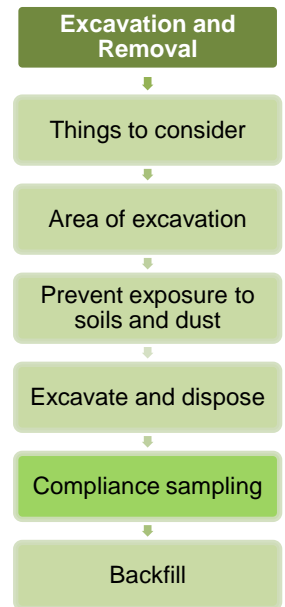 Excavation and
Removal
Things to consider
Area of excavation
Prevent exposure to
soils and dust
Excavate and dispose
Compliance sampling
Backfill